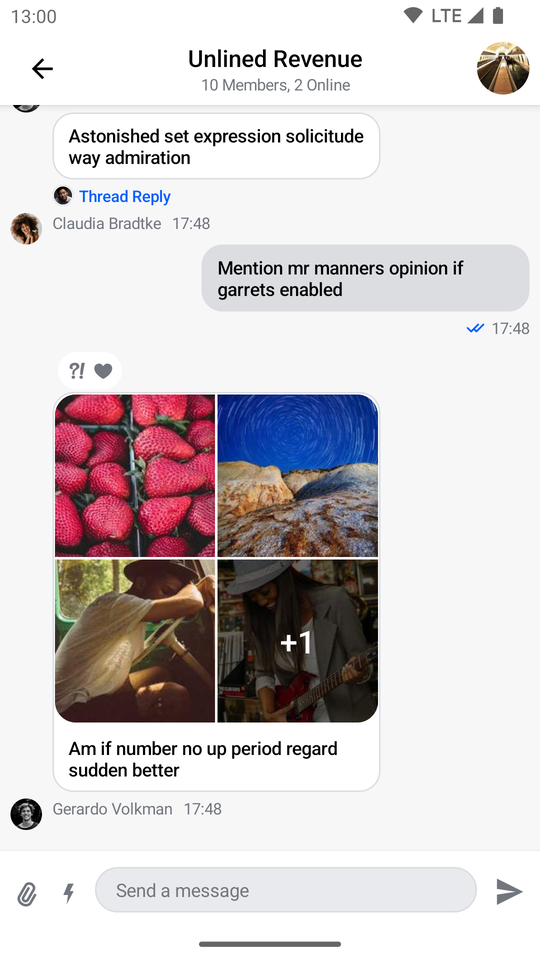 13:00
LTE
Unlined Revenue
10 Members, 2 Online
Astonished set expression solicitude
way admiration
Thread Reply
Claudia Bradtke 17:48
Mention mr manners opinion if
garrets enabled
17:48
?!
+1
Am if number no up period regard
sudden better
Gerardo Volkman 17:48
Send a message